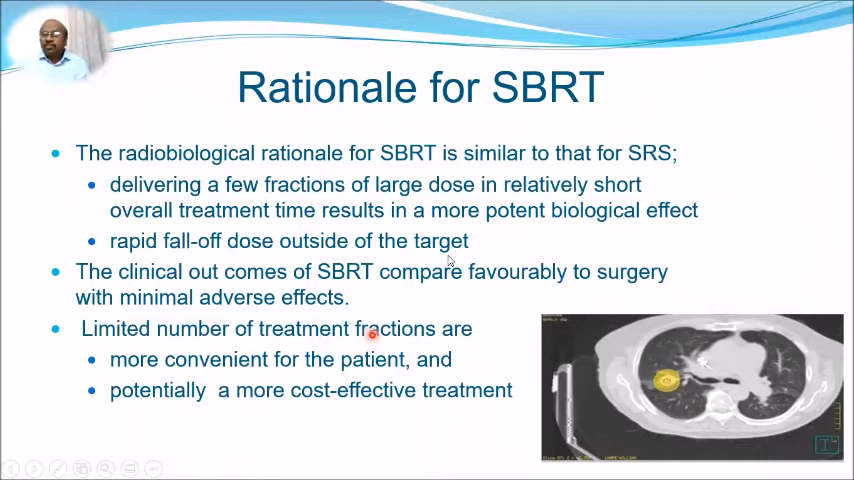 Rationale for SBRT
The radiobiological rationale for SBRT is similar to that for SRS;
delivering a few fractions of large dose in relatively short
overall treatment time results in a more potent biological effect
rapid fall-off dose outside of the target
The clinical out comes of SBRT compare favourably to surgery
with minimal adverse effects.
Limited number of treatment fractions are
more convenient for the patient, and
potentially a more cost-effective treatment